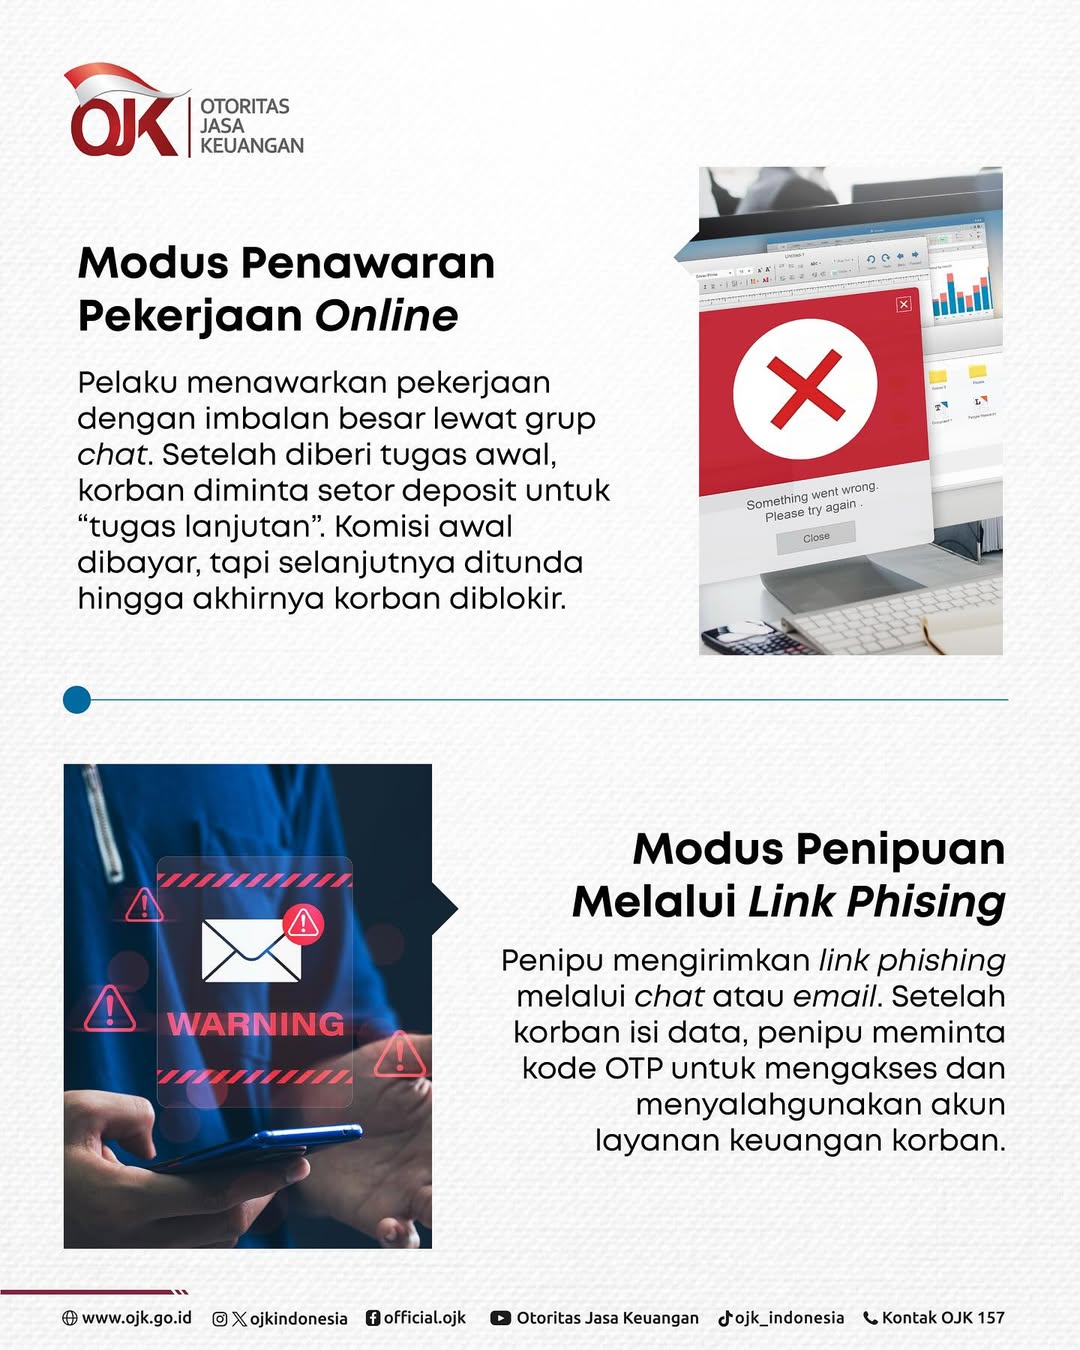 OJK
OTORITAS
JASA
KEUANGAN
Modus Penawaran
Pekerjaan Online
Pelaku menawarkan pekerjaan
dengan imbalan besar lewat grup
chat. Setelah diberi tugas awal,
korban diminta setor deposit untuk
“tugas lanjutan”. Komisi awal
dibayar, tapi selanjutnya ditunda
hingga akhirnya korban diblokir.
Untitled-1
Something went wrong.
Please try again .
Close
WARNING
Modus Penipuan
Melalui Link Phising
Penipu mengirimkan link phishing
melalui chat atau email. Setelah
korban isi data, penipu meminta
kode OTP untuk mengakses dan
menyalahgunakan akun
layanan keuangan korban.
www.ojk.go.id ojkindonesia official.ojk Otoritas Jasa Keuangan ojk_indonesia Kontak OJK 157